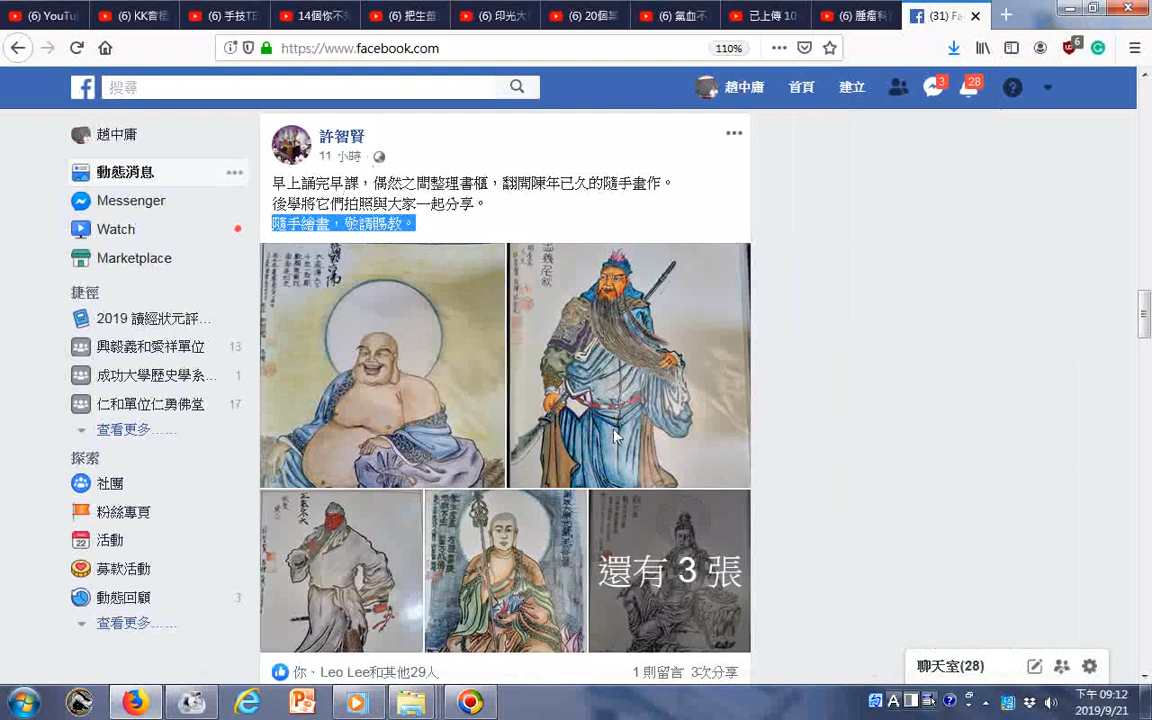 (6) YouTu
(6) KK音標
(6) 手技TE
14個你不
(6) 把生苗
(6) 印光大
(6) 20個某
(6) 氣血不
已上傳 10
(6) 腫瘤科
(31) Fa
https://www.facebook.com
110%
6
搜尋
趙中庸
首頁
建立
3
28
趙中庸
動態消息
Messenger
Watch
Marketplace
捷徑
2019 讀經狀元評…
興毅義和愛祥單位 13
成功大學歷史學系… 1
仁和單位仁勇佛堂 17
查看更多……
探索
社團
粉絲專頁
22
活動
募款活動
動態回顧 3
查看更多……
許智賢
11 小時
早上誦完早課，偶然之間整理書櫃，翻開陳年已久的隨手畫作。
後學將它們拍照與大家一起分享。
隨手繪畫，敬請賜教。
還有 3 張
你、Leo Lee和其他29人
1 則留言 3次分享
聊天室(28)
下午 09:12
2019/9/21